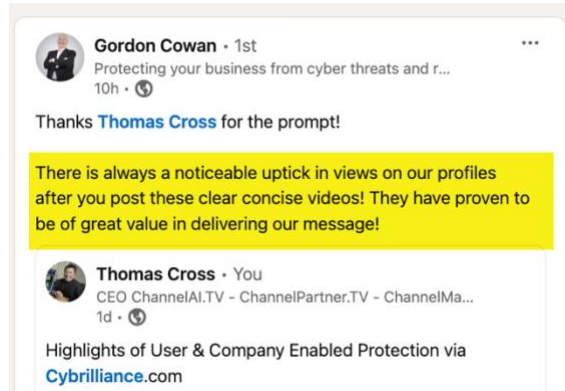 Gordon Cowan • 1st
Protecting your business from cyber threats and r...
10h •
Thanks Thomas Cross for the prompt!
There is always a noticeable uptick in views on our profiles
after you post these clear concise videos! They have proven to
be of great value in delivering our message!
Thomas Cross • You
CEO ChannelAI.TV - ChannelPartner.TV - ChannelMa...
1d •
Highlights of User & Company Enabled Protection via
Cybrilliance.com